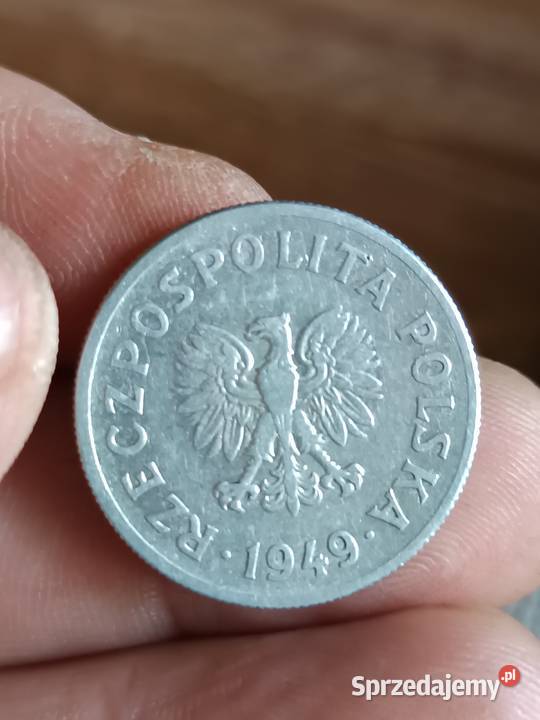 RZECZPOSPOLITA POLSKA
· 1949 ·
Sprzedajemy.pl